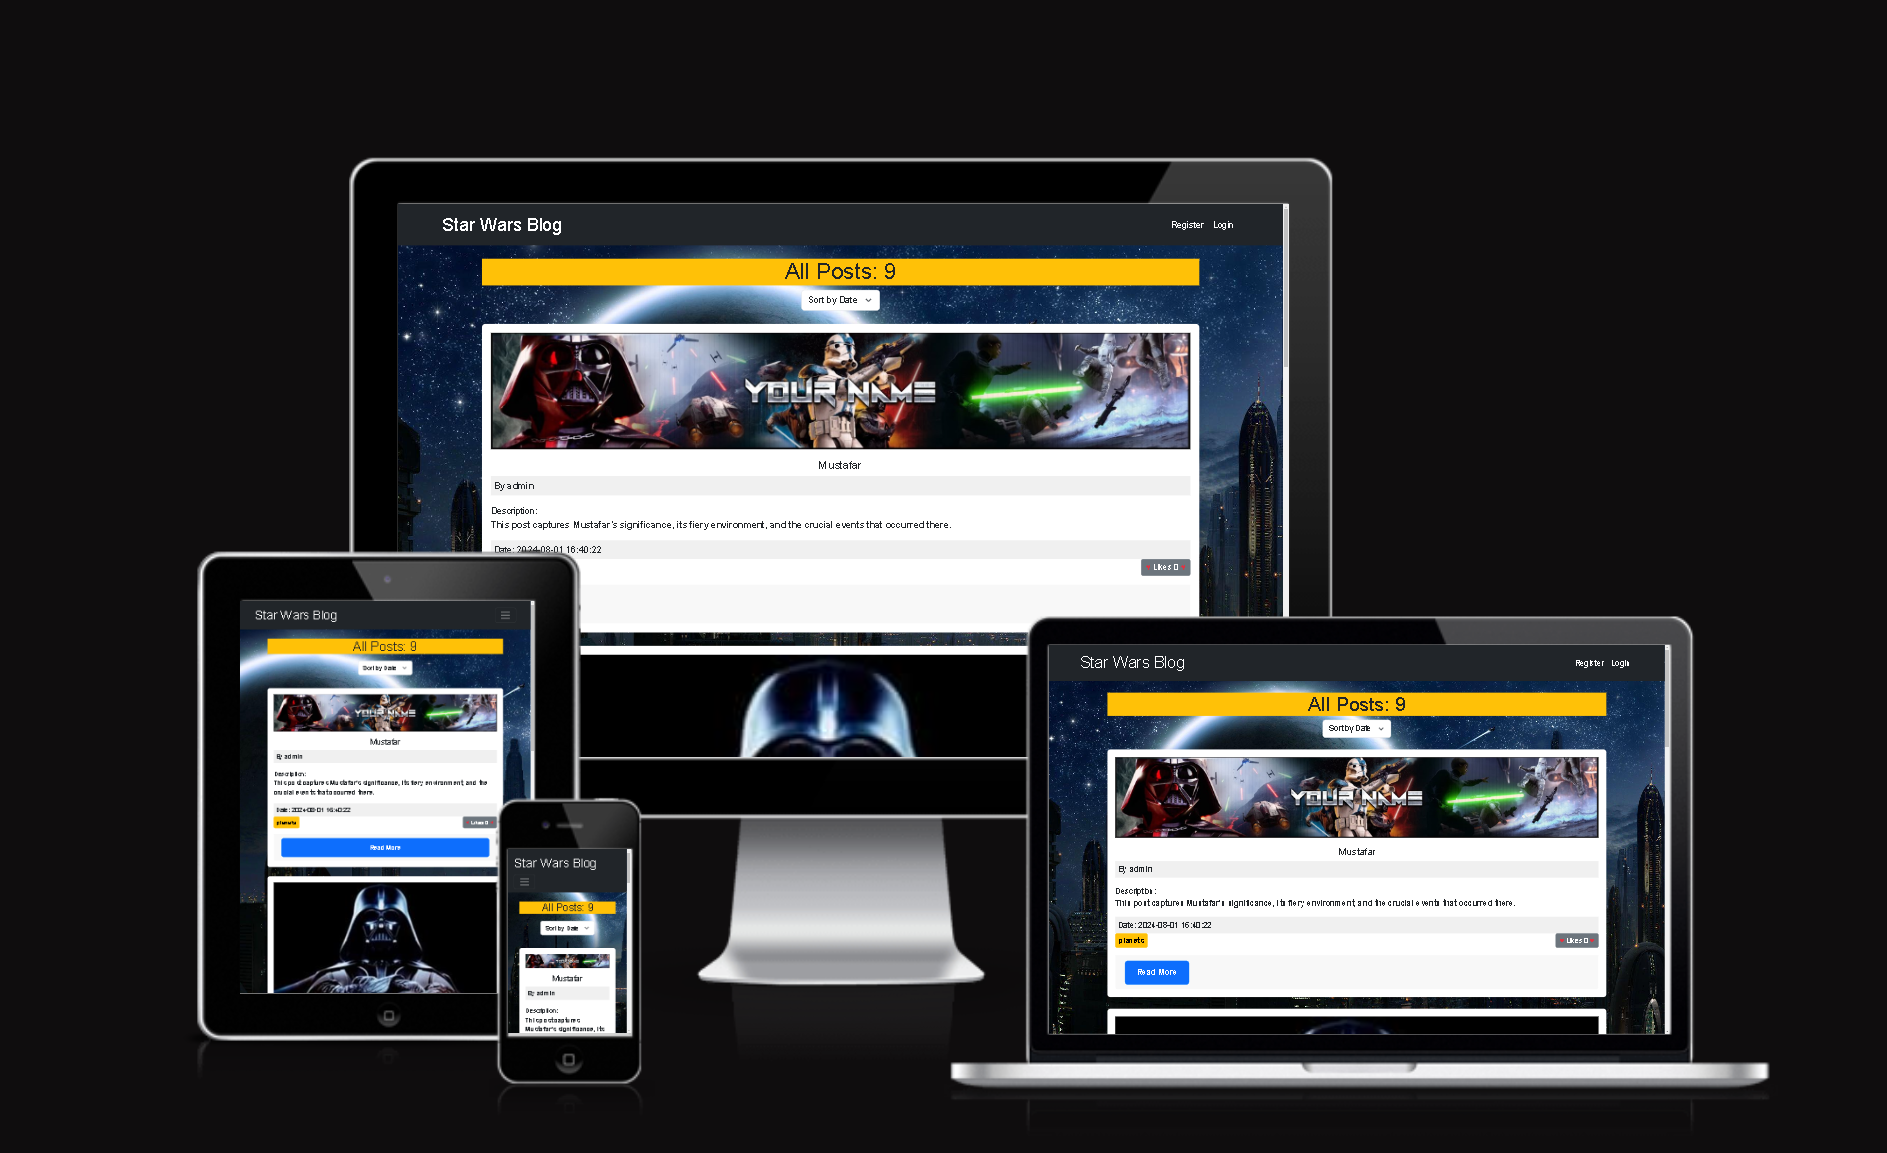 Star Wars Blog
Register Login
All Posts: 9
Sort by Date
YOUR NAME
Mustafar
By admin
Description:
This post captures Mustafar's significance, its fiery environment, and the crucial events that occurred there.
Date: 2024-08-01 16:40:22
Likes 0
Star Wars Blog
All Posts: 9
Sort by Date
YOUR NAME
Mustafar
By admin
Description:
This post captures Mustafar's significance, its fiery environment, and the
crucial events that occurred there.
Date: 2024-08-01 16:40:22
planets
Likes 0
Read More
Star Wars Blog
All Posts: 9
Sort by Date
YOUR NAME
Mustafar
By admin
Description:
This post captures
Mustafar's significance, its
Star Wars Blog
Register Login
All Posts: 9
Sort by Date
YOUR NAME
Mustafar
By admin
Description:
This post captures Mustafar's significance, its fiery environment, and the crucial events that occurred there.
Date: 2024-08-01 16:40:22
planets
Likes 0
Read More